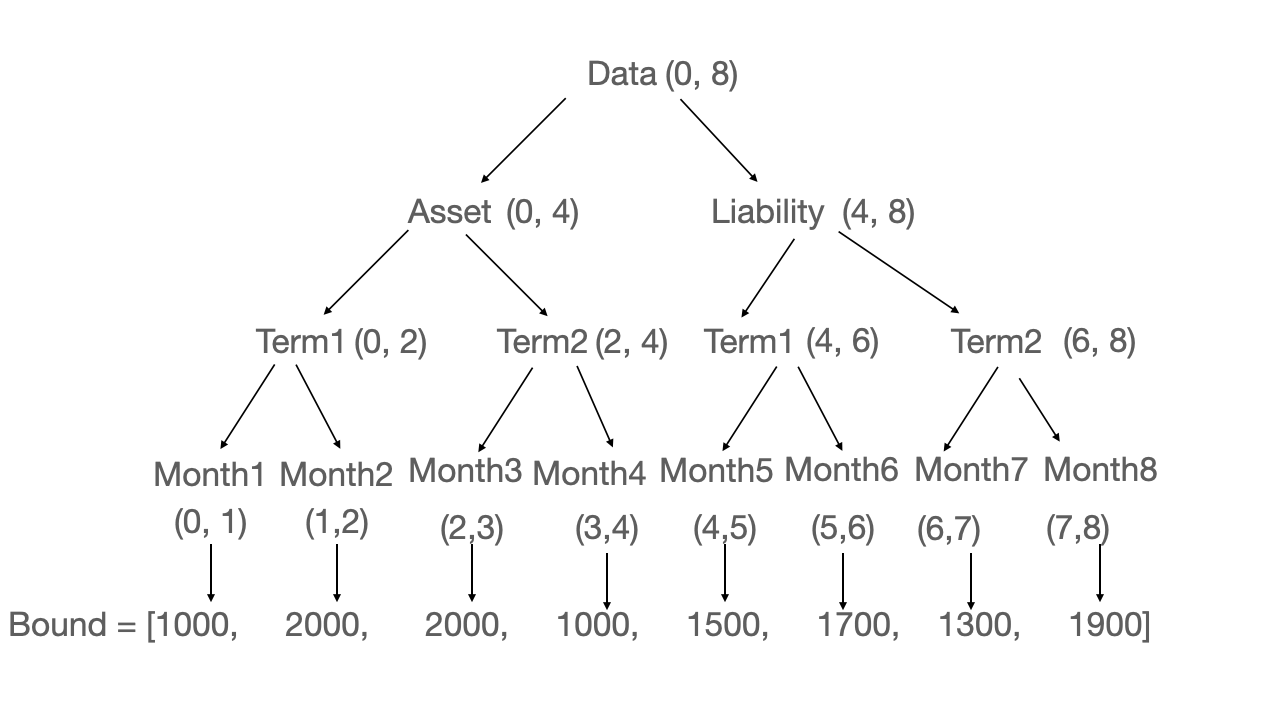 Data (0, 8)
Asset (0, 4) Liability (4, 8)
Term1 (0, 2) Term2 (2, 4) Term1 (4, 6) Term2 (6, 8)
Month1 Month2 Month3 Month4 Month5 Month6 Month7 Month8
(0, 1) (1,2) (2,3) (3,4) (4,5) (5,6) (6,7) (7,8)
Bound = [1000, 2000, 2000, 1000, 1500, 1700, 1300, 1900]